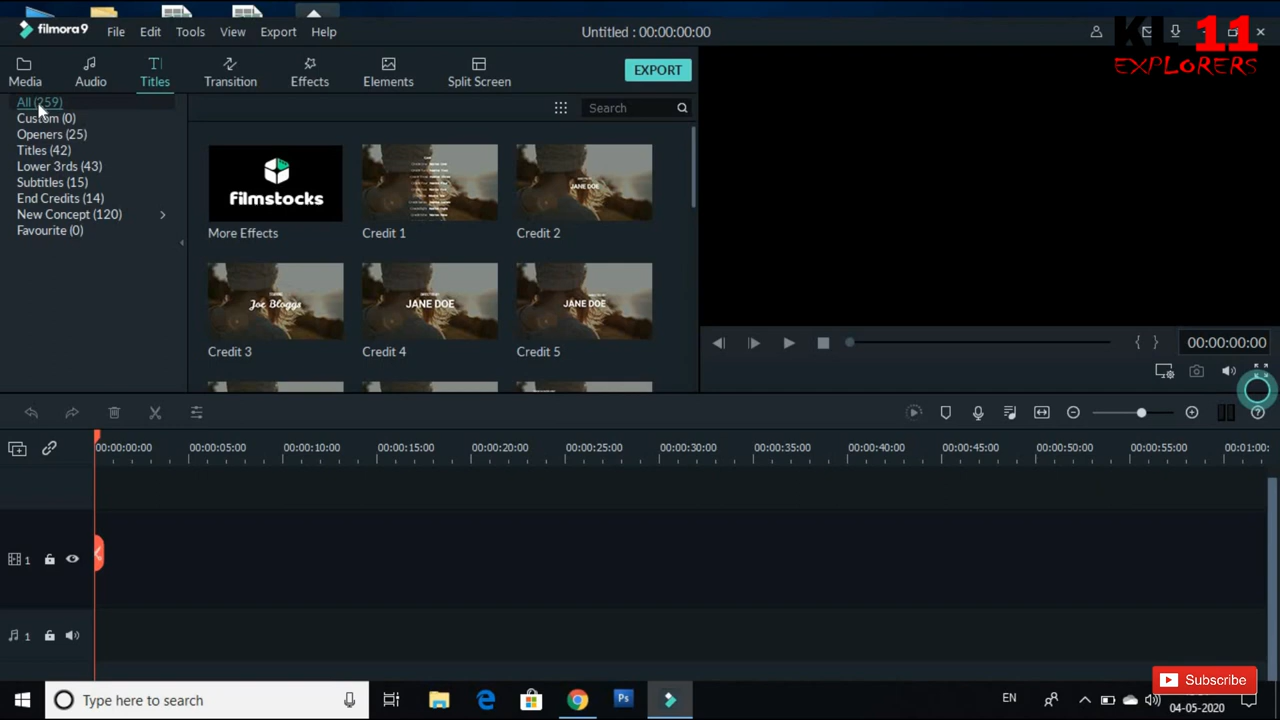 filmora 9
File Edit Tools View Export Help
Untitled : 00:00:00:00
KL 11
EXPLORERS
Media Audio Titles Transition Effects Elements Split Screen
EXPORT
All (259)
Custom (0)
Openers (25)
Titles (42)
Lower 3rds (43)
Subtitles (15)
End Credits (14)
New Concept (120)
Favourite (0)
Search
filmstocks
JANE DOE
More Effects Credit 1 Credit 2
Joe Bloggs
JANE DOE
JANE DOE
Credit 3 Credit 4 Credit 5
00:00:00:00
00:00:00:00 00:00:05:00 00:00:10:00 00:00:15:00 00:00:20:00 00:00:25:00 00:00:30:00 00:00:35:00 00:00:40:00 00:00:45:00 00:00:50:00 00:00:55:00 00:01:00:
1
1
Subscribe
Type here to search
Ps
EN
04-05-2020